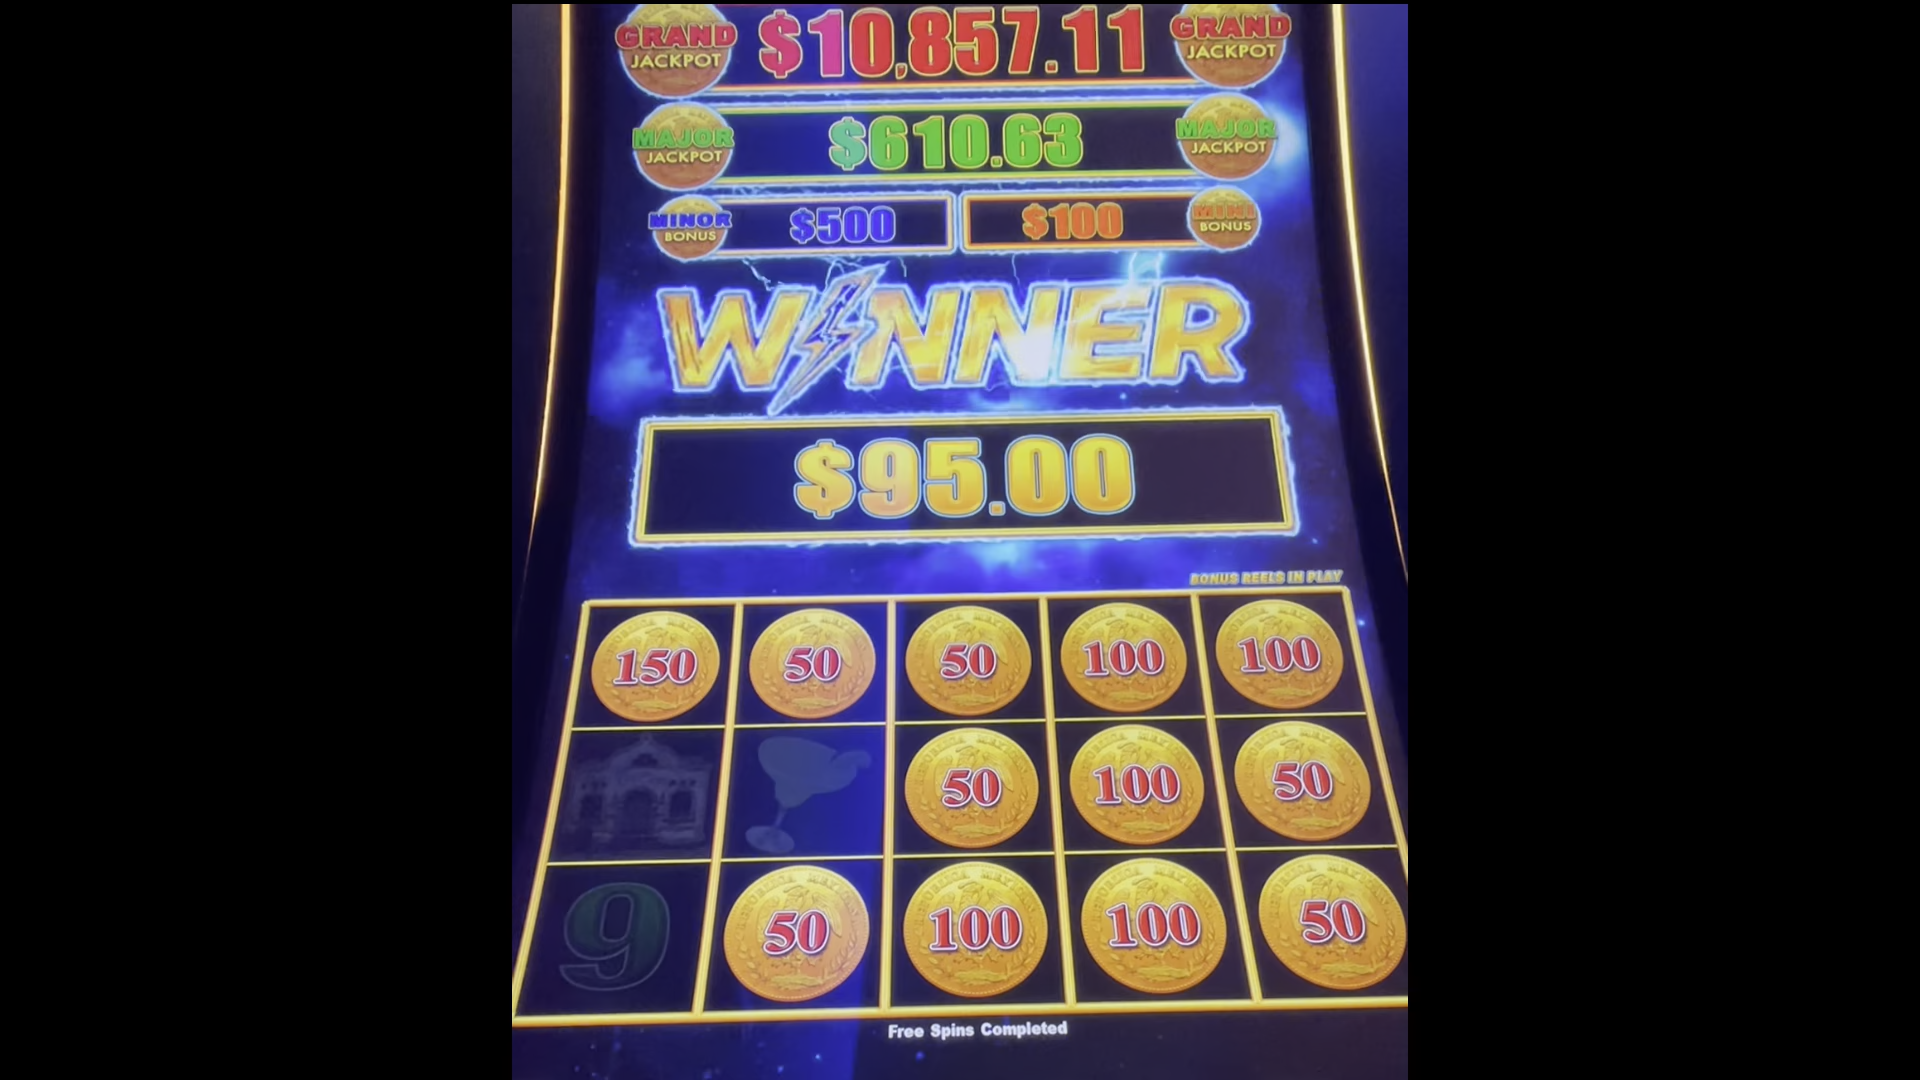 GRAND JACKPOT $10,857.11 GRAND JACKPOT
MAJOR JACKPOT $610.63 MAJOR JACKPOT
MINOR BONUS $500 $100 MINI BONUS
WINNER
$95.00
BONUS REELS IN PLAY
150 50 50 100 100
50 100 50
9 50 100 100 50
Free Spins Completed